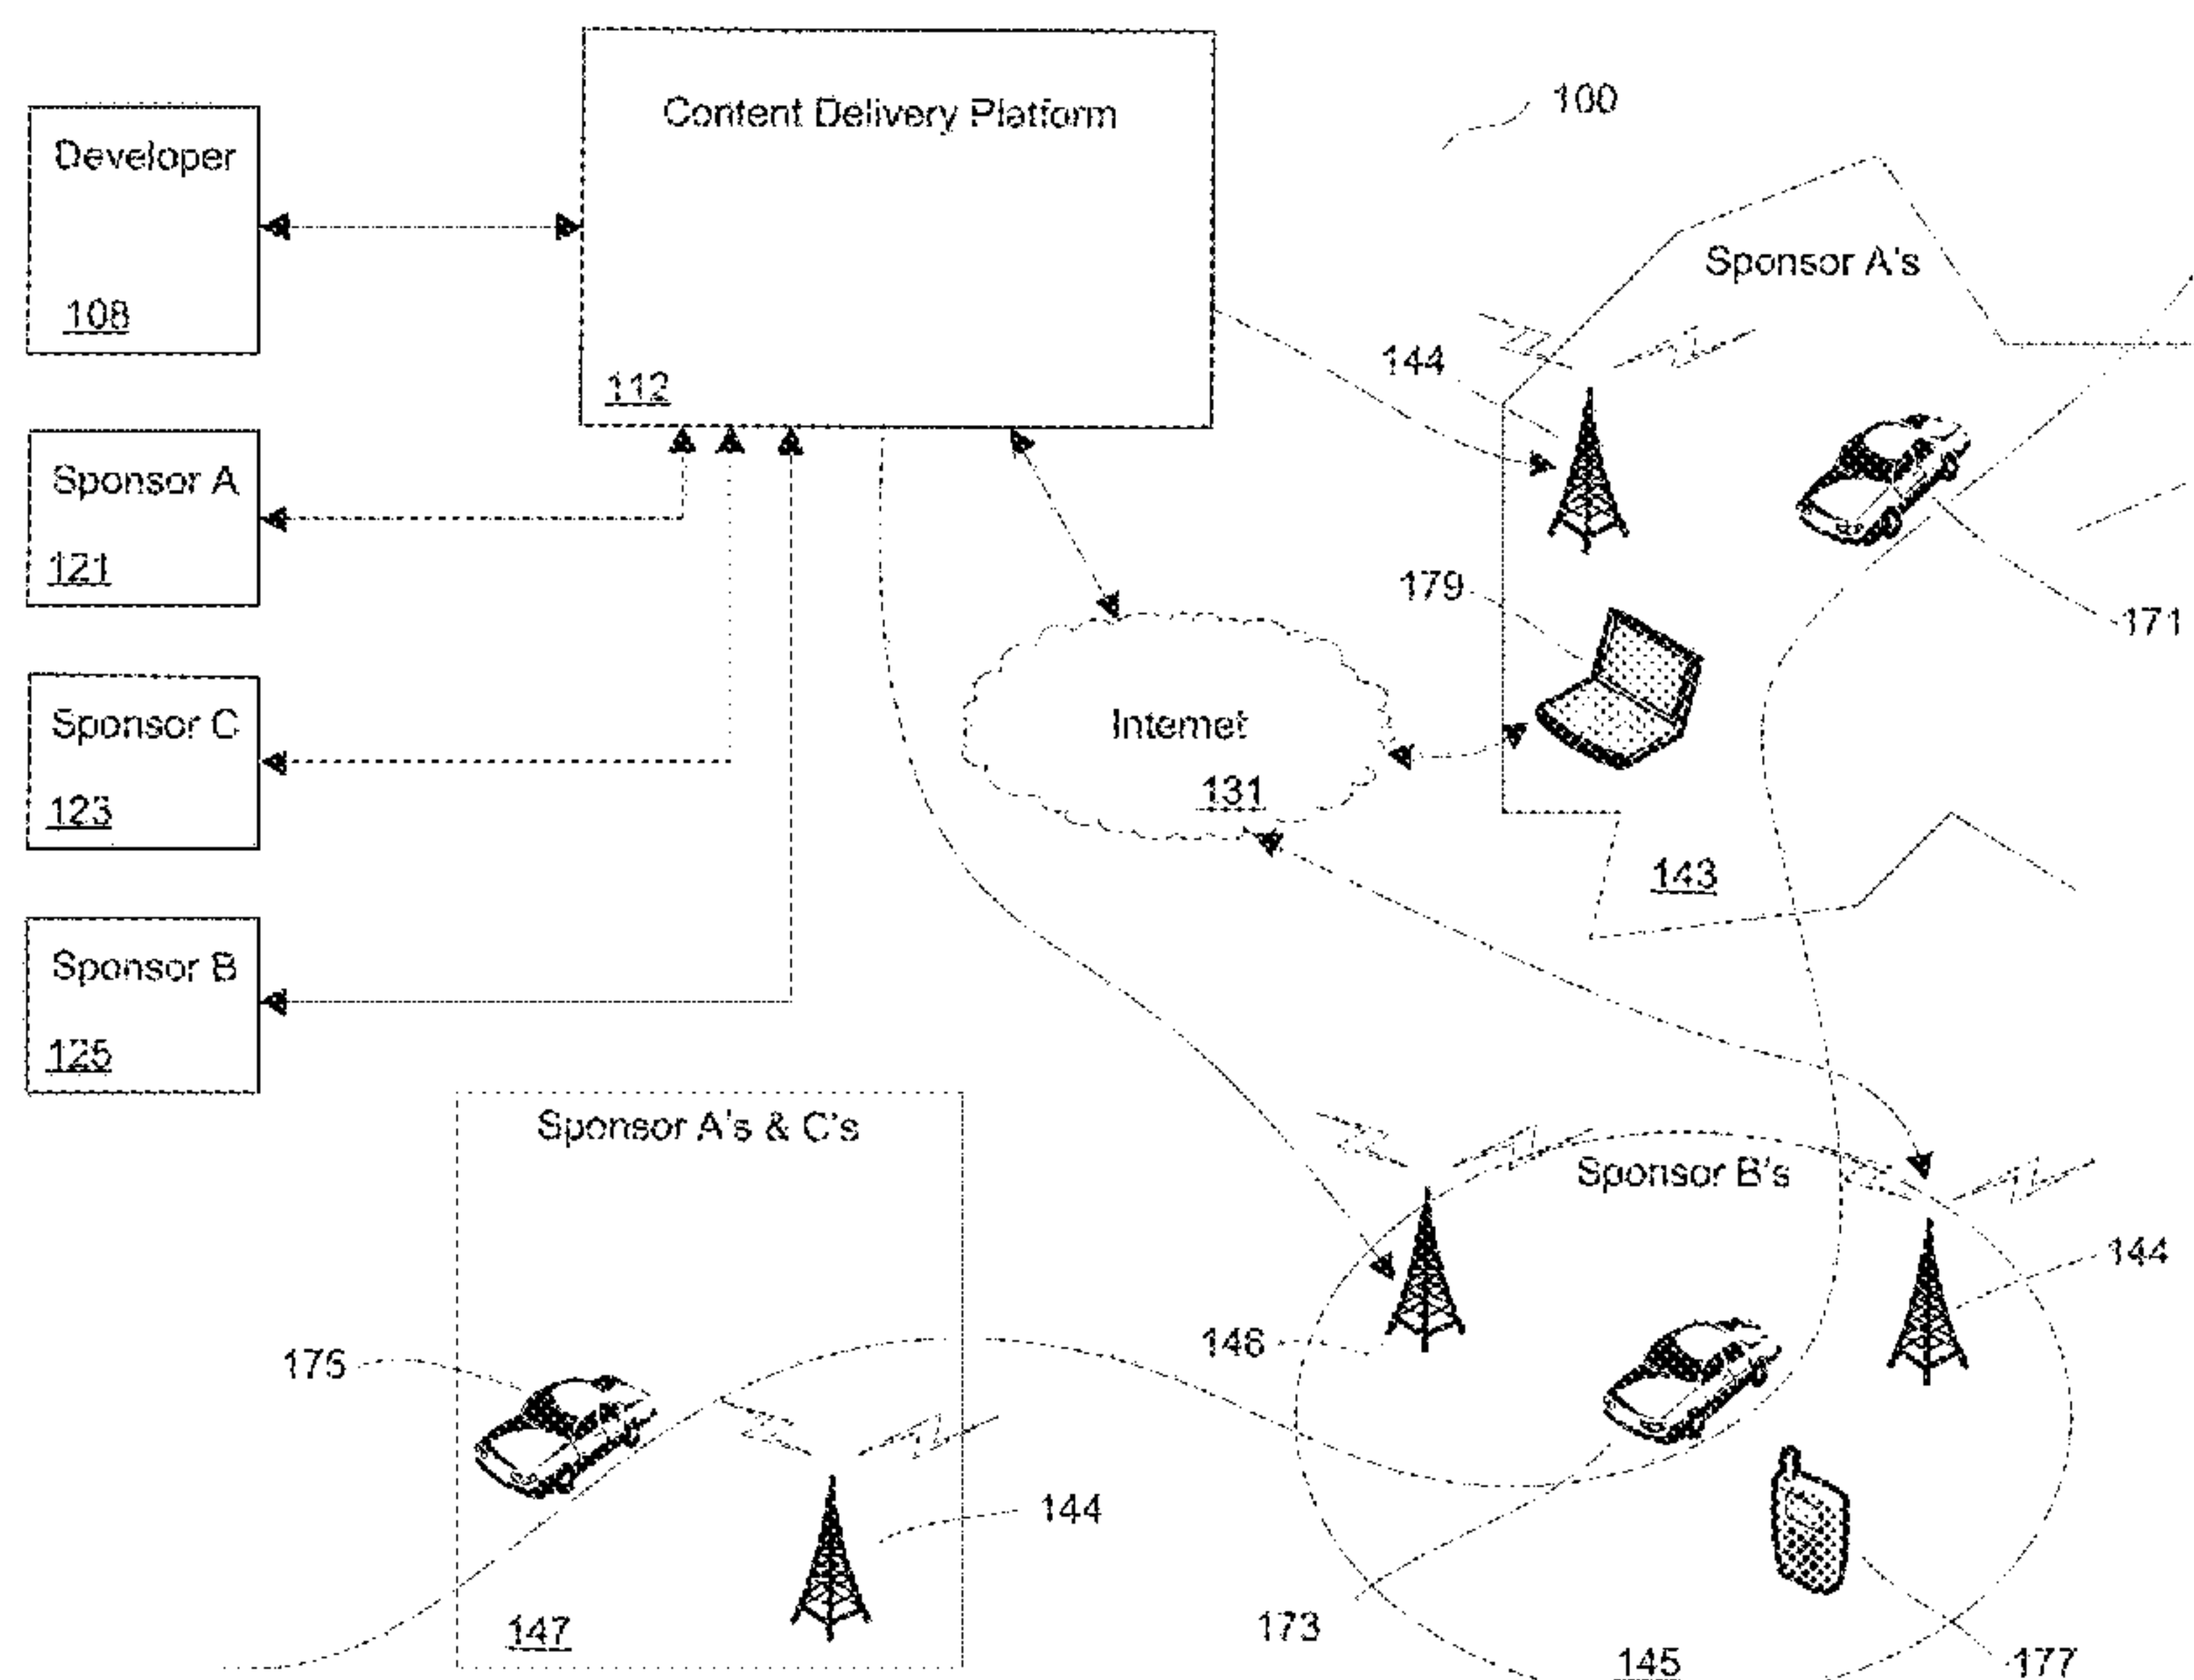 Content Delivery Platform
112
100
Developer
108
Sponsor A
121
Sponsor C
123
Sponsor B
125
Internet
131
Sponsor A's
144
171
179
143
Sponsor A's & C's
175
144
147
Sponsor B's
146
144
173
177
145